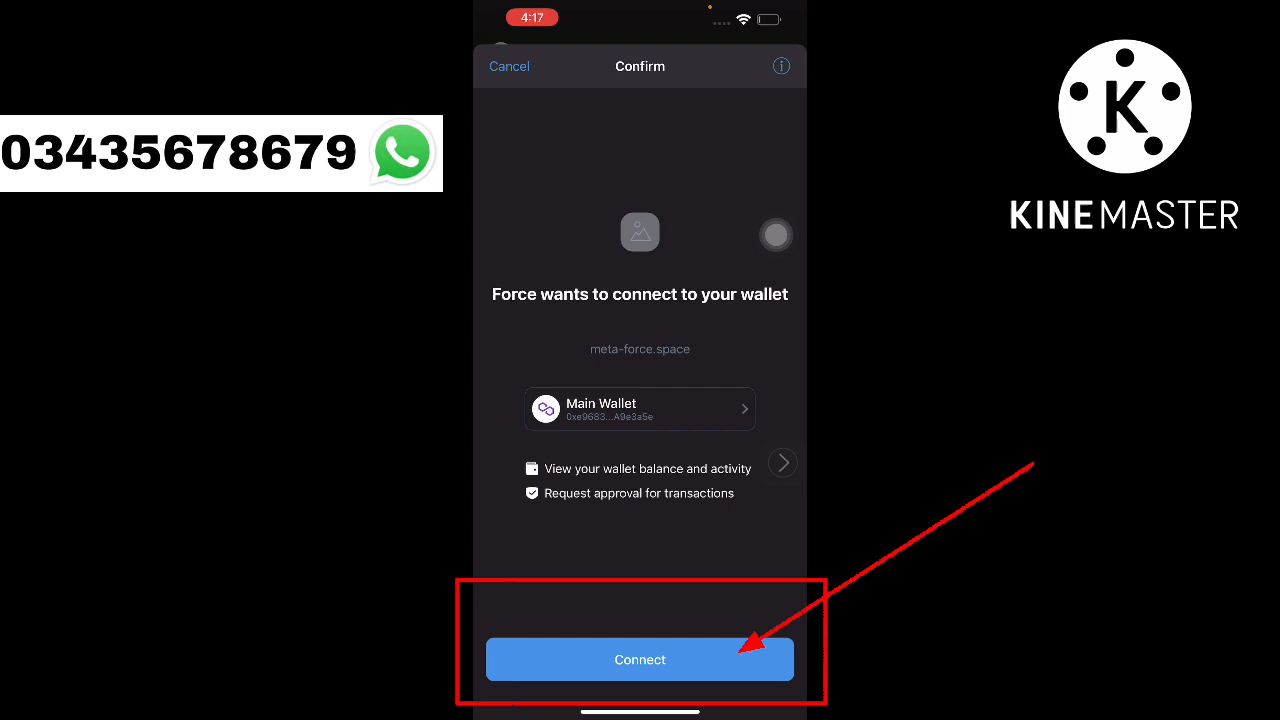 4:17
Cancel
Confirm
03435678679
KINEMASTER
Force wants to connect to your wallet
meta-force.space
Main Wallet
0xe9683...A9e3a5e
View your wallet balance and activity
Request approval for transactions
Connect